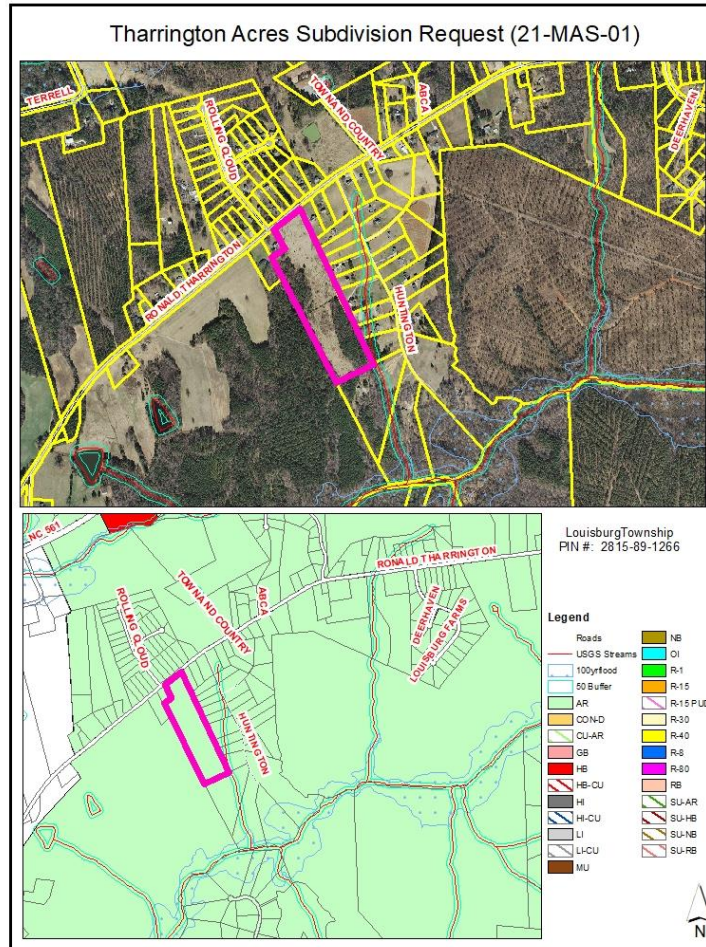 Tharrington Acres Subdivision Request (21-MAS-01)
TERRELL
ROLLING CLOUD
TOWN AND COUNTRY
ABCA
DEERHAVEN
RONALD THARRINGTON
HUNTINGTON
NC 561
ROLLING CLOUD
TOWN AND COUNTRY
ABCA
RONALD THARRINGTON
DEERHAVEN
LOUISBURG FARMS
HUNTINGTON
LouisburgTownship
PIN #: 2815-89-1266
Legend
Roads
USGS Streams
100yrflood
50 Buffer
AR
CON-D
CU-AR
GB
HB
HB-CU
HI
HI-CU
LI
LI-CU
MU
NB
OI
R-1
R-15
R-15 PUD
R-30
R-40
R-8
R-80
RB
SU-AR
SU-HB
SU-NB
SU-RB
N